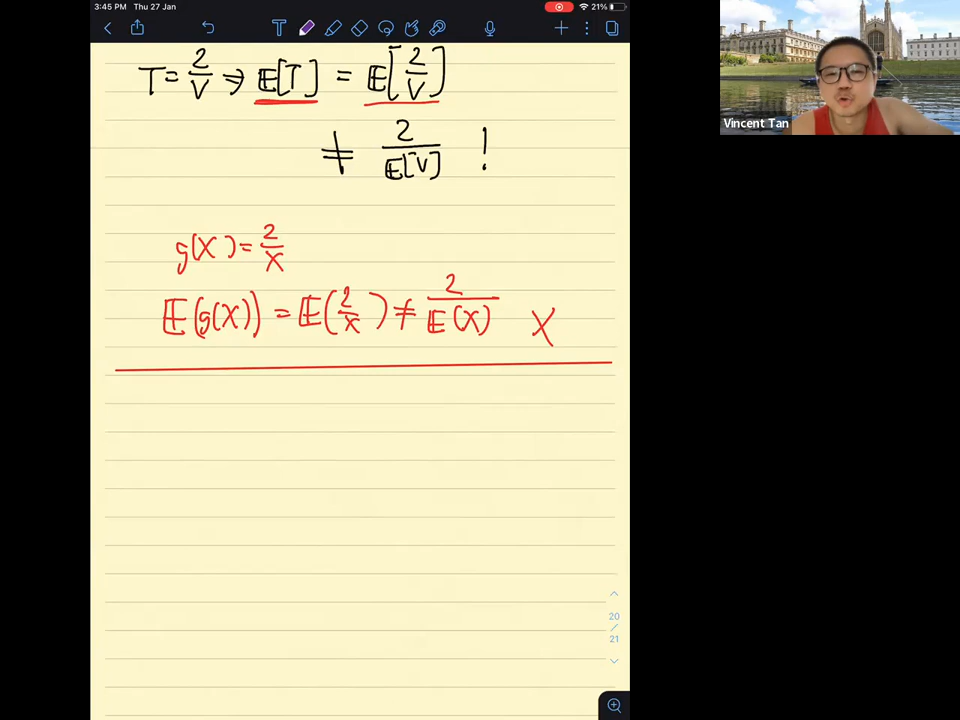 3:45 PM Thu 27 Jan
21%
T = 2/V ⇒ 𝔼[T] = 𝔼[2/V]
≠ 2/𝔼[V] !
g(X) = 2/X
𝔼(g(X)) = 𝔼(2/X) ≠ 2/𝔼(X) X
Vincent Tan
20
/
21